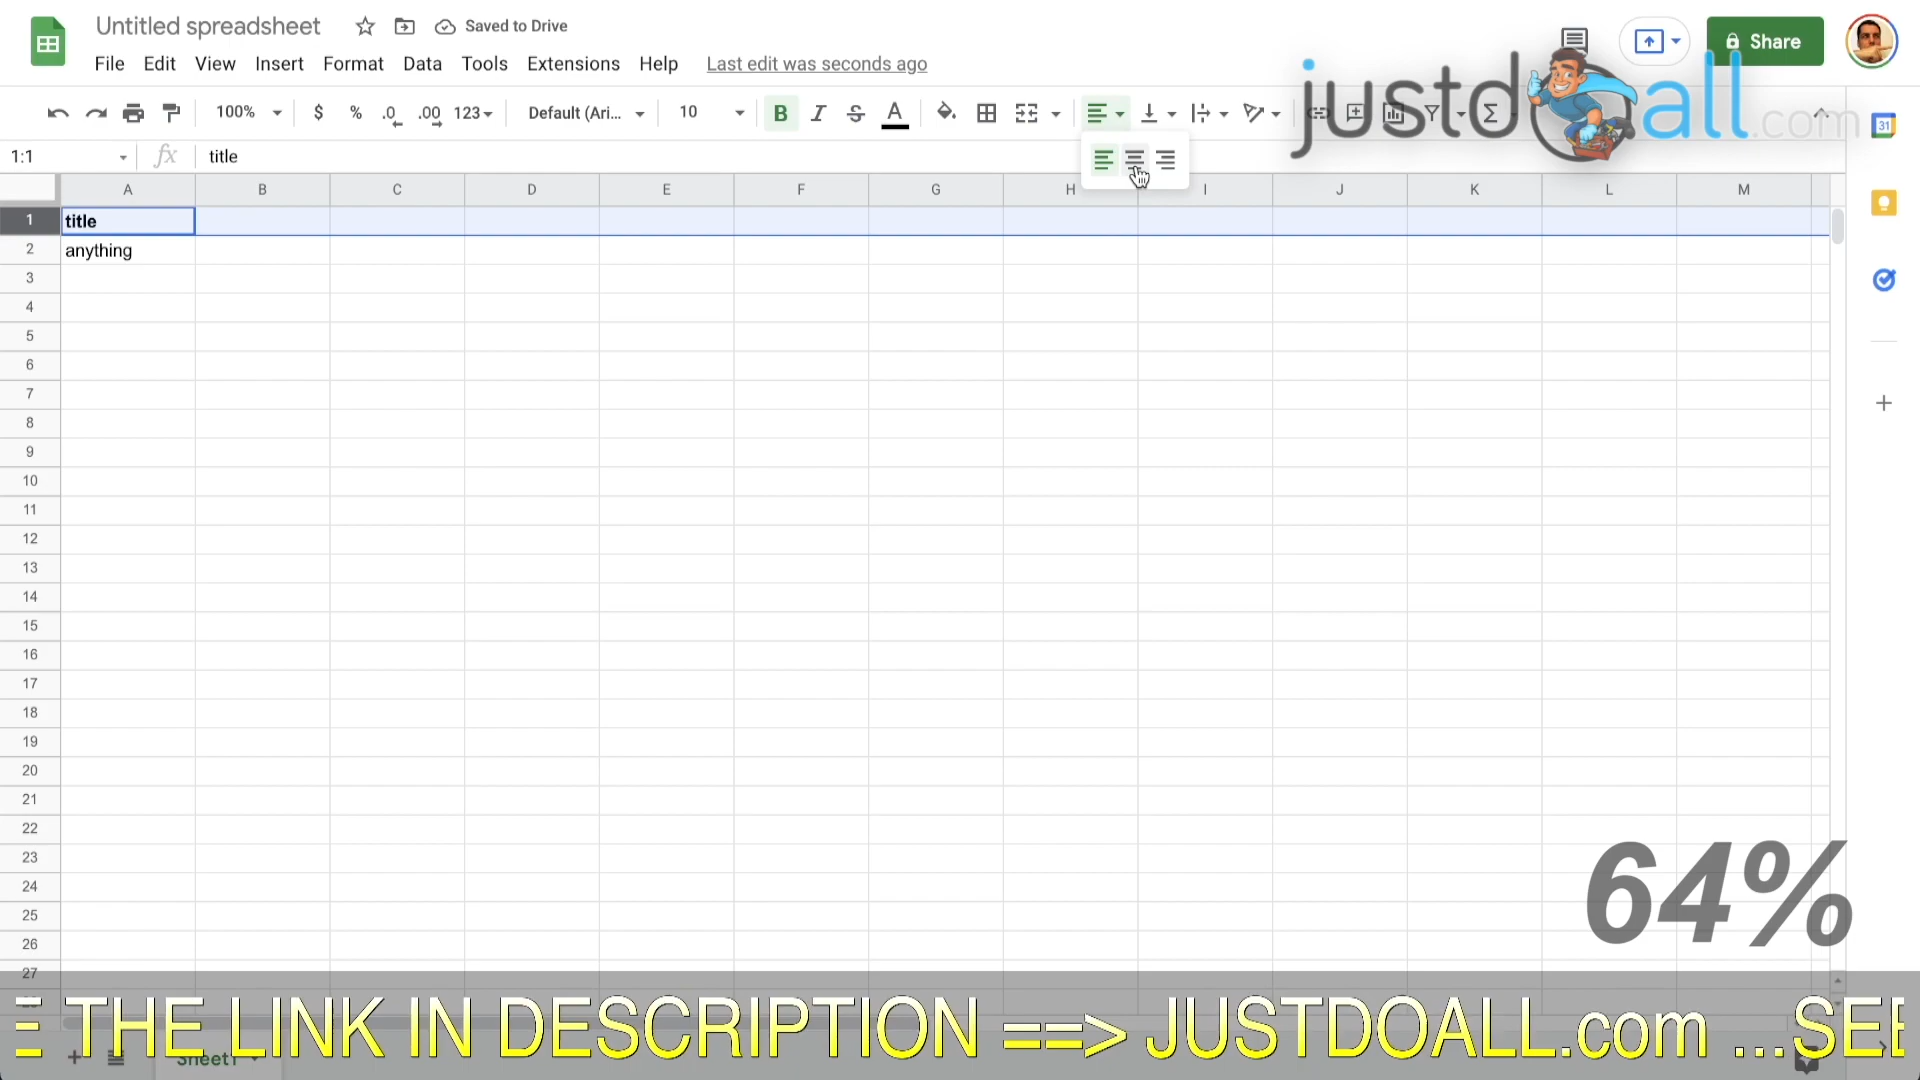 Untitled spreadsheet
Saved to Drive
File Edit View Insert Format Data Tools Extensions Help Last edit was seconds ago
Share
justdoall.com
100% $ % .0 .00 123 Default (Ari... 10 B I S A
31
1:1 fx title
A B C D E F G H I J K L M
1 title
2 anything
3
4
5
6
7
8
9
10
11
12
13
14
15
16
17
18
19
20
21
22
23
24
25
26
27
64%
THE LINK IN DESCRIPTION ==> JUSTDOALL.com ...SEE
Sheet1